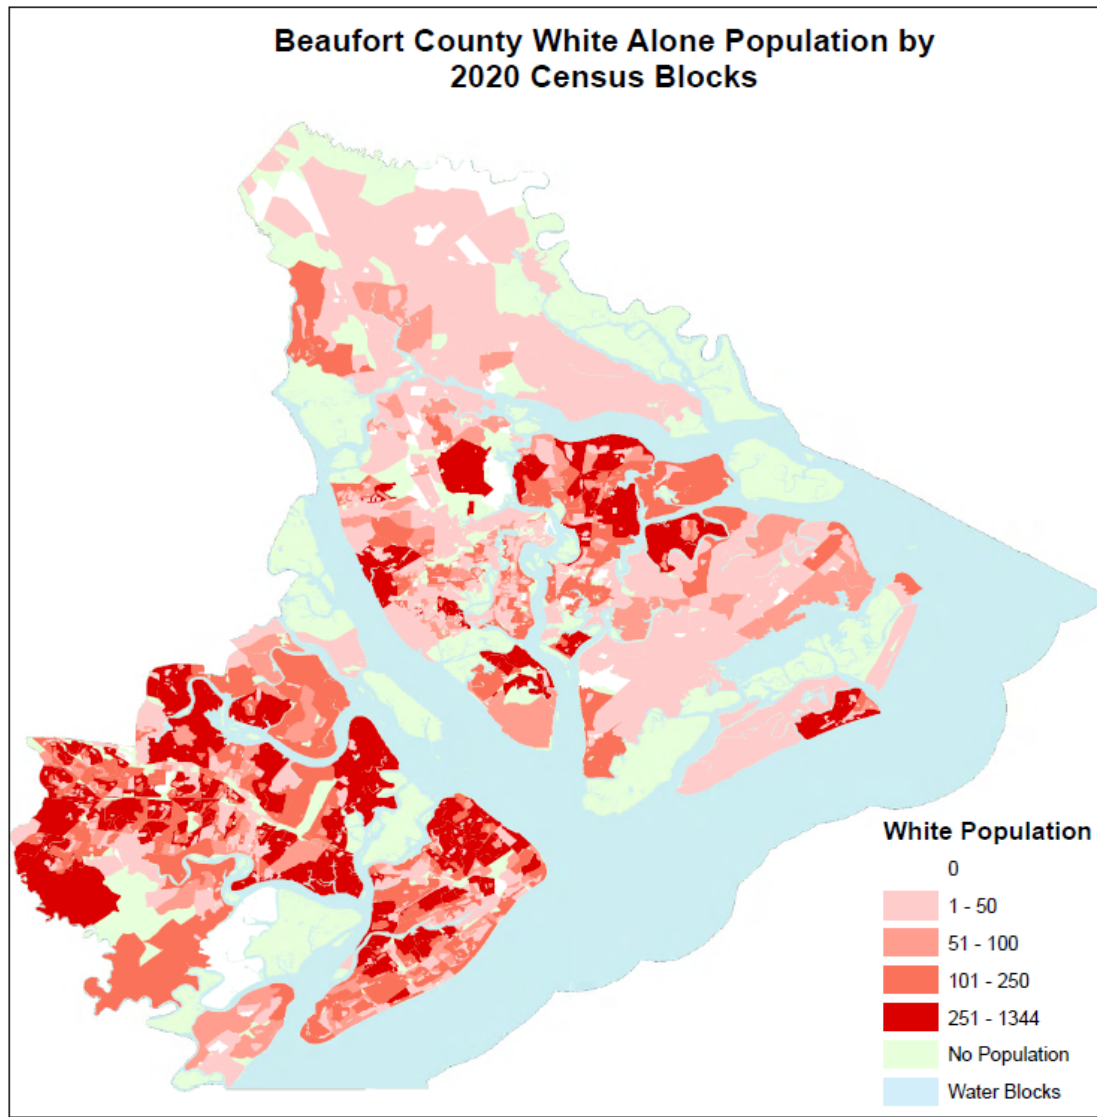 Beaufort County White Alone Population by
2020 Census Blocks
White Population
0
1 - 50
51 - 100
101 - 250
251 - 1344
No Population
Water Blocks